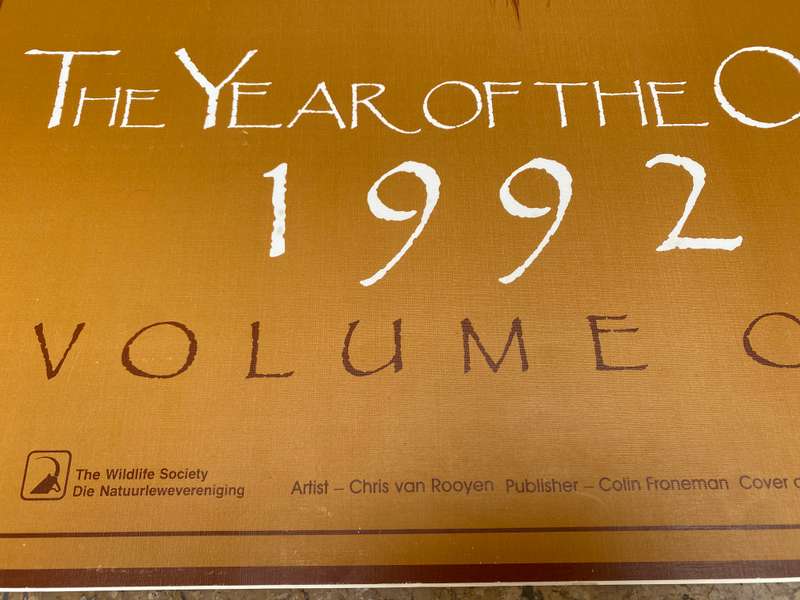 THE YEAR OF THE O
1992
VOLUME O
The Wildlife Society
Die Natuurlewevereniging
Artist – Chris van Rooyen Publisher – Colin Froneman Cover